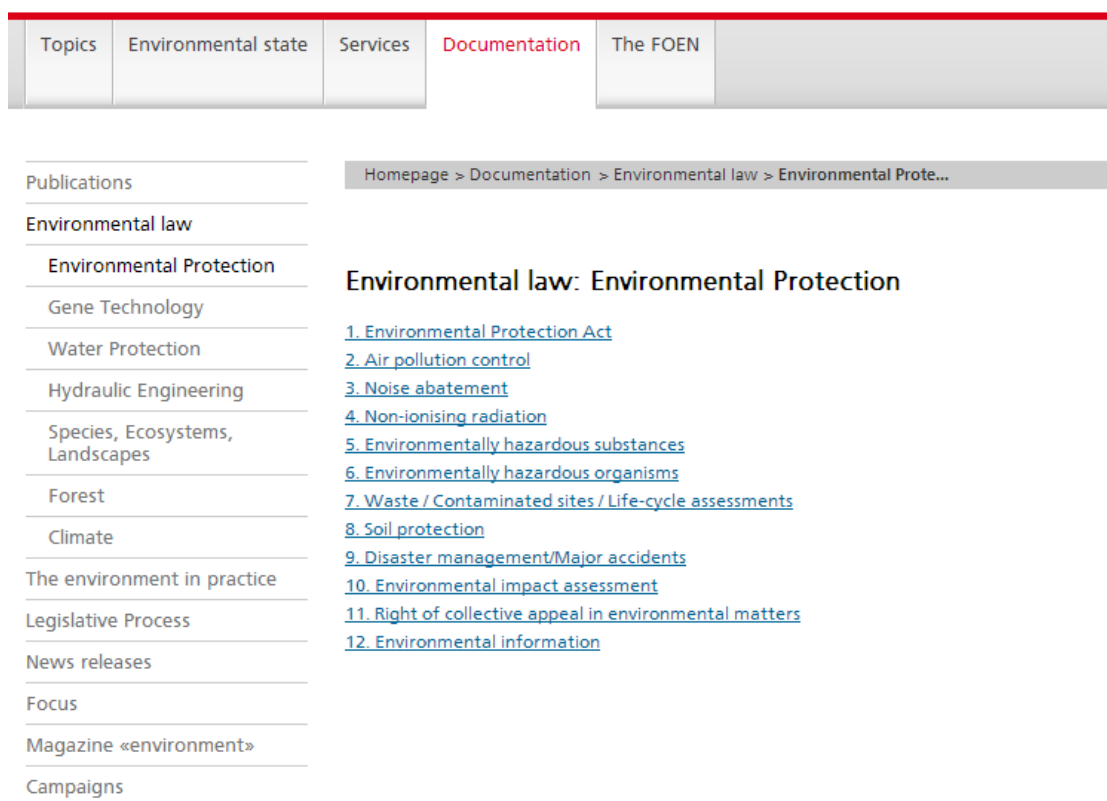 Topics
Environmental state
Services
Documentation
The FOEN
Publications
Environmental law
Environmental Protection
Gene Technology
Water Protection
Hydraulic Engineering
Species, Ecosystems,
Landscapes
Forest
Climate
The environment in practice
Legislative Process
News releases
Focus
Magazine «environment»
Campaigns
Homepage > Documentation > Environmental law > Environmental Prote...
Environmental law: Environmental Protection
1. Environmental Protection Act
2. Air pollution control
3. Noise abatement
4. Non-ionising radiation
5. Environmentally hazardous substances
6. Environmentally hazardous organisms
7. Waste / Contaminated sites / Life-cycle assessments
8. Soil protection
9. Disaster management/Major accidents
10. Environmental impact assessment
11. Right of collective appeal in environmental matters
12. Environmental information